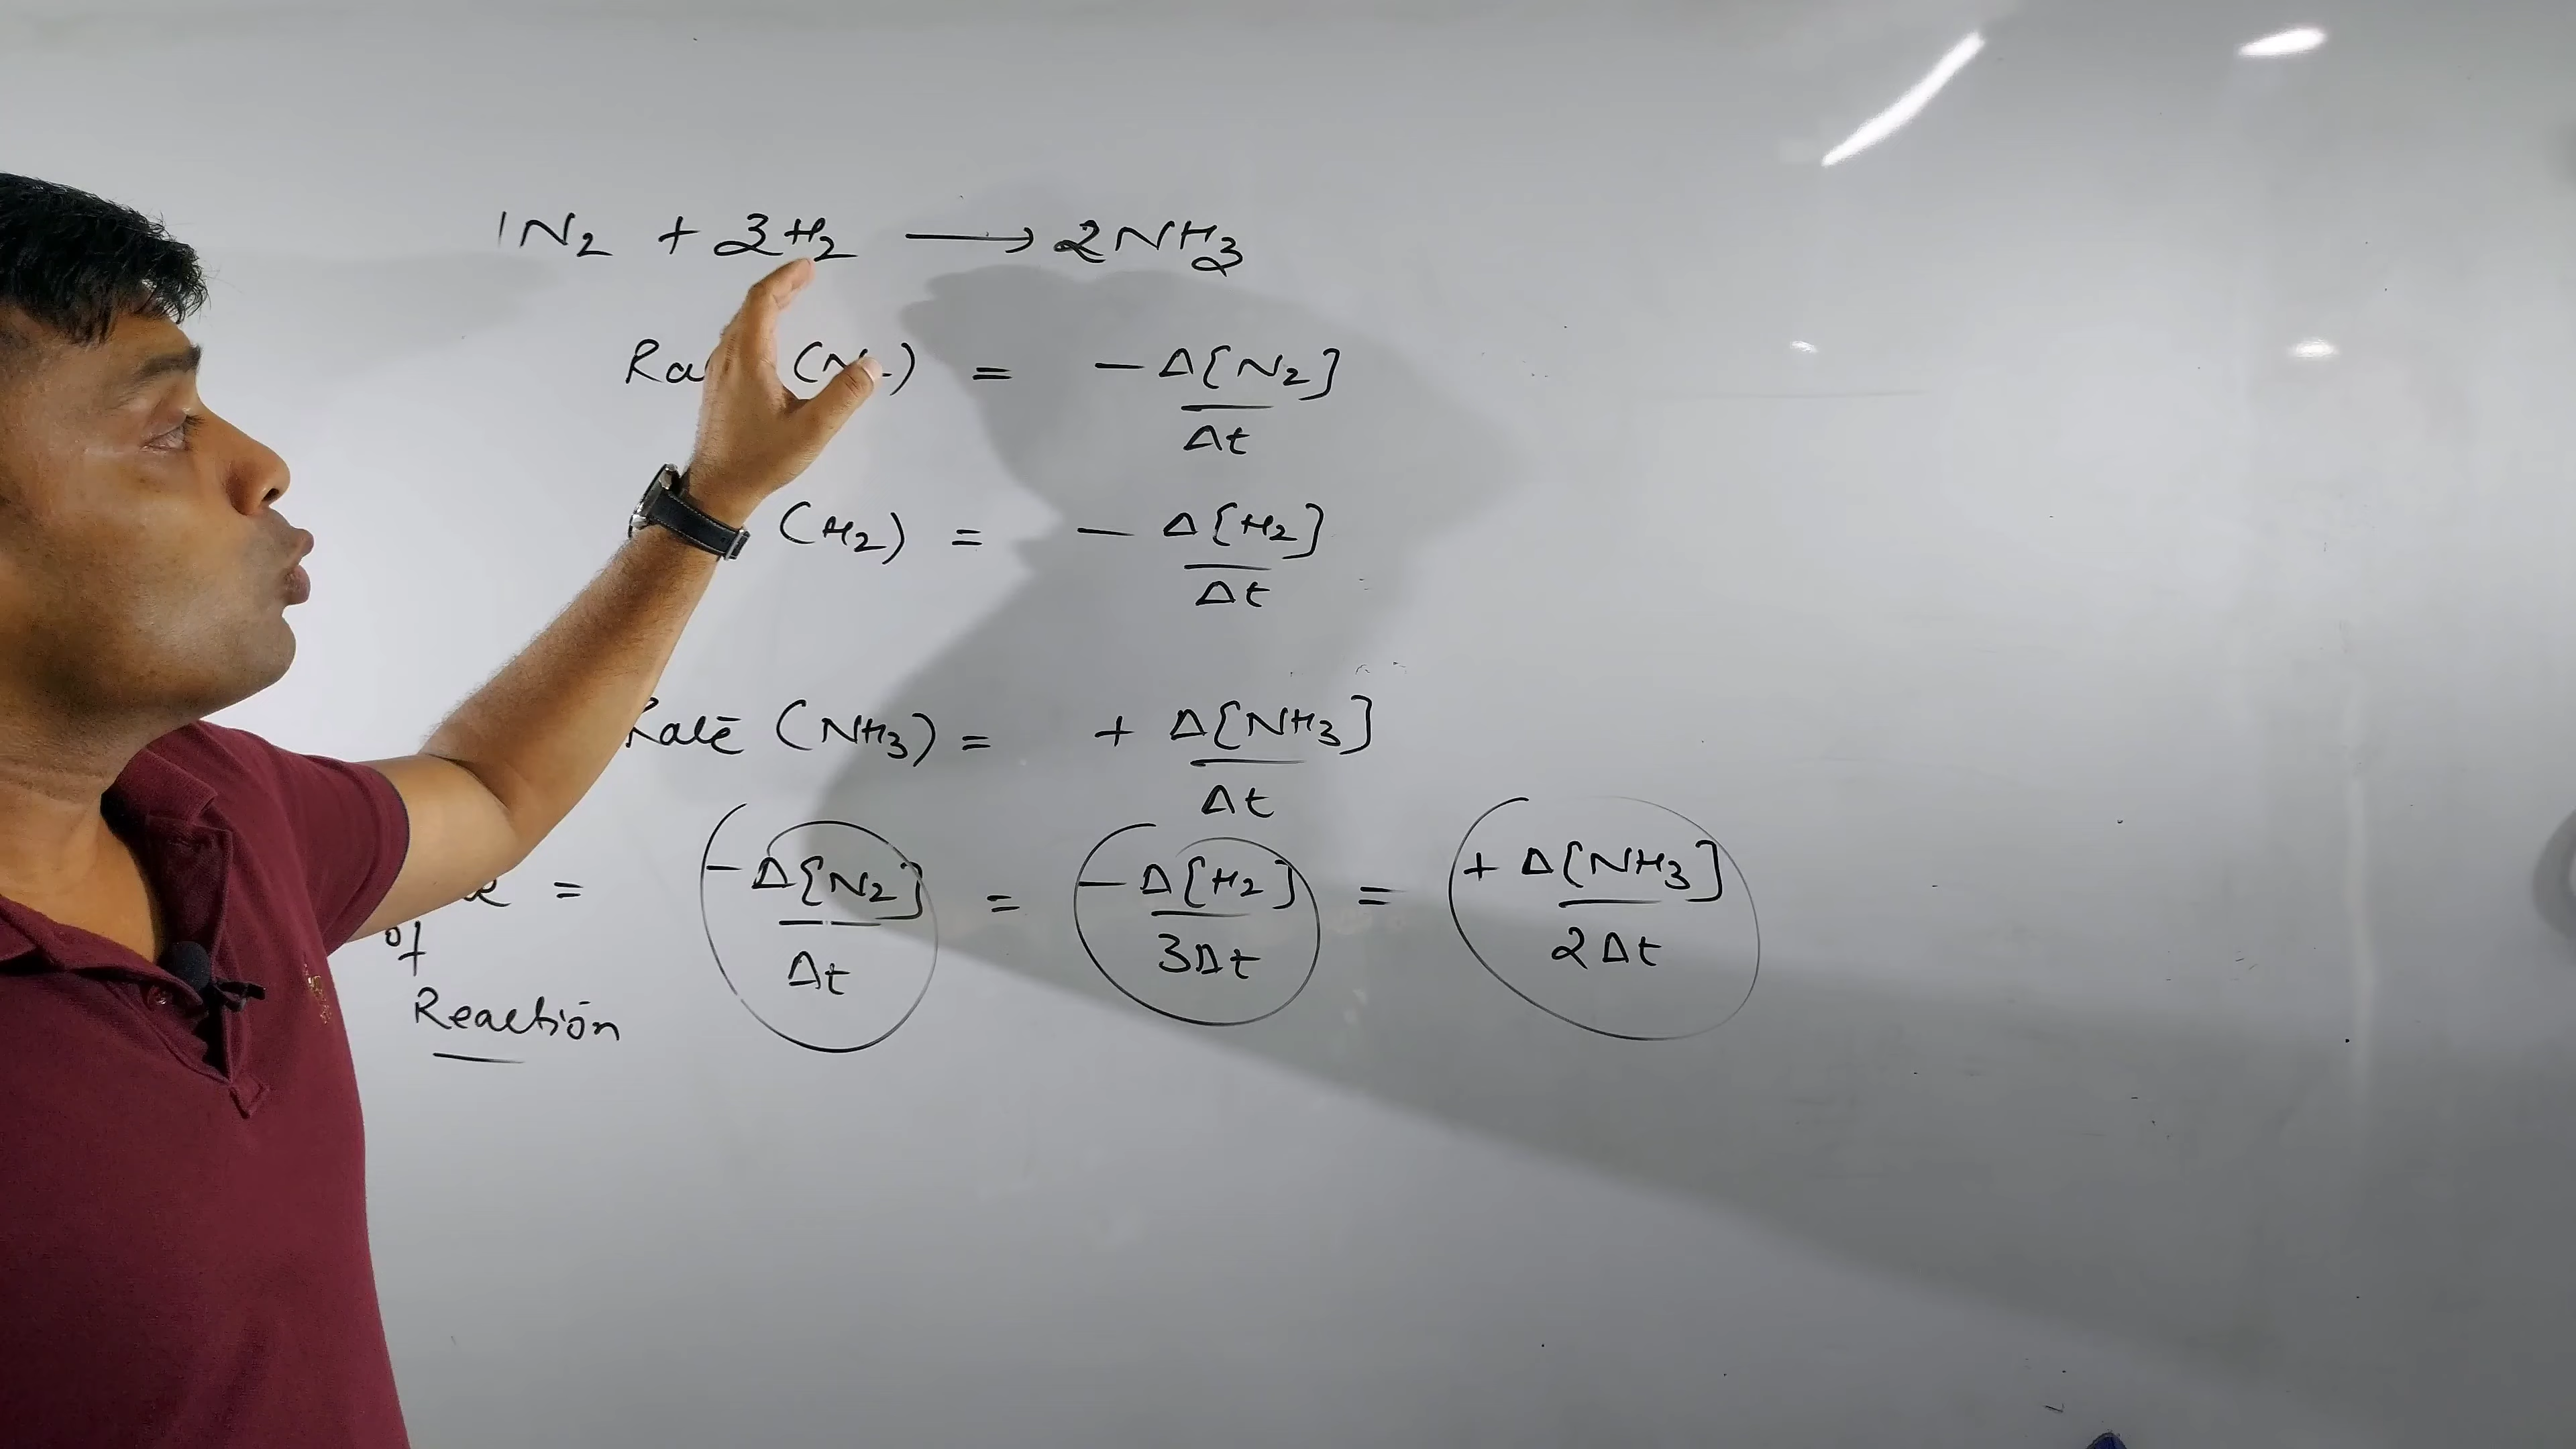 1N₂ + 3H₂ → 2NH₃
(N₂) = - Δ[N₂] / Δt
(H₂) = - Δ[H₂] / Δt
Rate (NH₃) = + Δ[NH₃] / Δt
= - Δ[N₂] / Δt = - Δ[H₂] / 3Δt = + Δ[NH₃] / 2Δt
of
Reaction